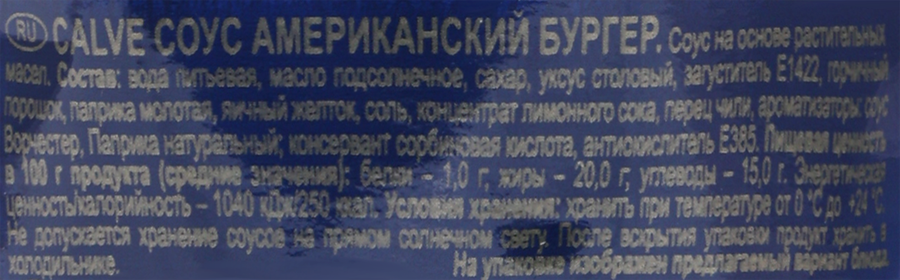 RU CALVE СОУС АМЕРИКАНСКИЙ БУРГЕР. Соус на основе растительных
масел. Состав: вода питьевая, масло подсолнечное, сахар, уксус столовый, загуститель Е1422, горчичный
порошок, паприка молотая, яичный желток, соль, концентрат лимонного сока, перец чили, ароматизаторы: соус
Ворчестер, Паприка натуральный; консервант сорбиновая кислота, антиокислитель Е385. Пищевая ценность
в 100 г продукта (средние значения): белки – 1,0 г, жиры – 20,0 г; углеводы – 15,0 г. Энергетическая
ценность/калорийность – 1040 кДж/250 ккал. Условия хранения: хранить при температуре от 0 °С до +24 °С.
Не допускается хранение соусов на прямом солнечном свету. После вскрытия упаковки продукт хранить в
холодильнике. На упаковке изображен предлагаемый вариант блюда.